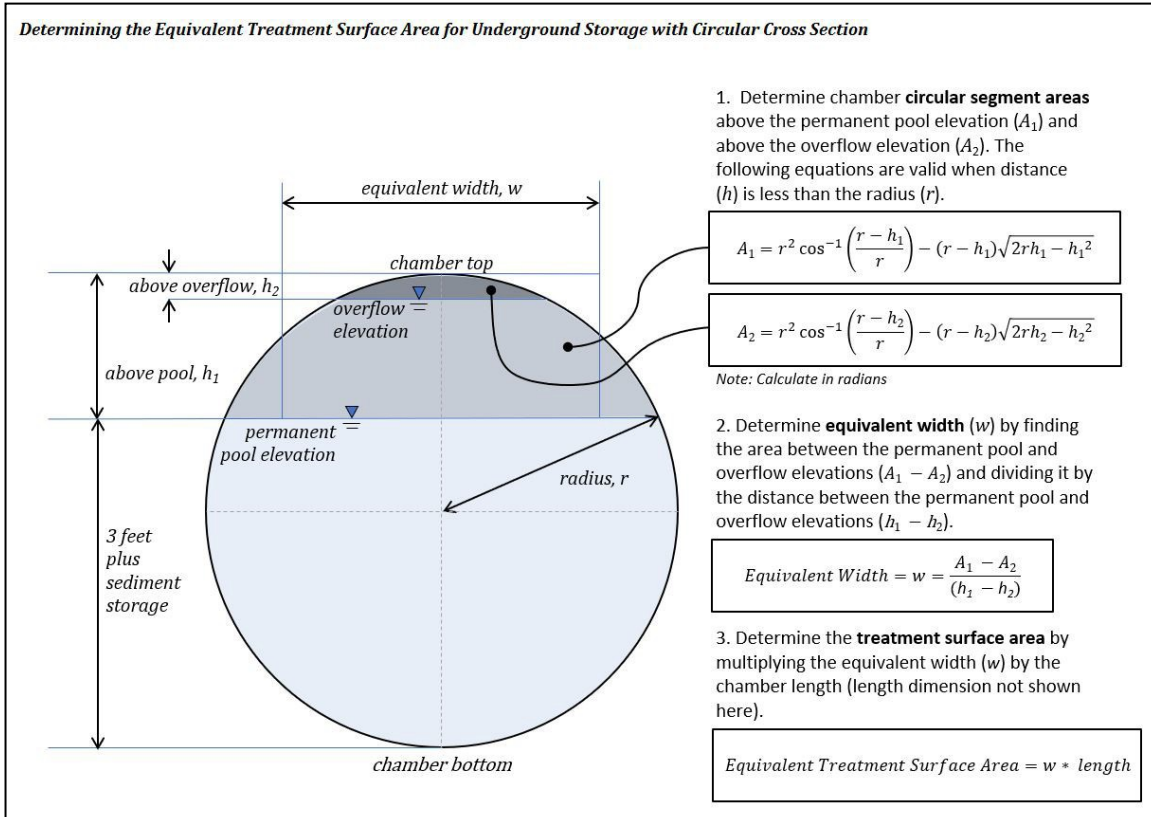 Determining the Equivalent Treatment Surface Area for Underground Storage with Circular Cross Section
equivalent width, w
chamber top
above overflow, h₂
overflow
elevation
above pool, h₁
permanent
pool elevation
radius, r
3 feet
plus
sediment
storage
chamber bottom
1. Determine chamber circular segment areas
above the permanent pool elevation (A₁) and
above the overflow elevation (A₂). The
following equations are valid when distance
(h) is less than the radius (r).
A₁ = r² cos⁻¹((r − h₁)/r) − (r − h₁)√(2rh₁ − h₁²)
A₂ = r² cos⁻¹((r − h₂)/r) − (r − h₂)√(2rh₂ − h₂²)
Note: Calculate in radians
2. Determine equivalent width (w) by finding
the area between the permanent pool and
overflow elevations (A₁ − A₂) and dividing it by
the distance between the permanent pool and
overflow elevations (h₁ − h₂).
Equivalent Width = w = (A₁ − A₂)/(h₁ − h₂)
3. Determine the treatment surface area by
multiplying the equivalent width (w) by the
chamber length (length dimension not shown
here).
Equivalent Treatment Surface Area = w * length